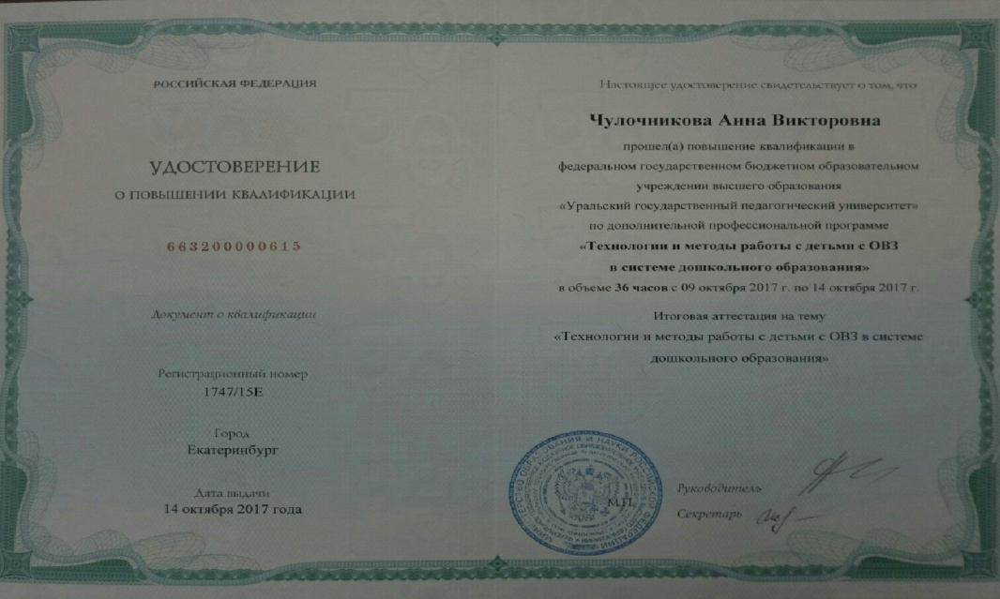 РОССИЙСКАЯ ФЕДЕРАЦИЯ
УДОСТОВЕРЕНИЕ
О ПОВЫШЕНИИ КВАЛИФИКАЦИИ
663200000615
Документ о квалификации
Регистрационный номер
1747/15Е
Город
Екатеринбург
Дата выдачи
14 октября 2017 года
Настоящее удостоверение свидетельствует о том, что
Чулочникова Анна Викторовна
прошел(а) повышение квалификации в
федеральном государственном бюджетном образовательном
учреждении высшего образования
«Уральский государственный педагогический университет»
по дополнительной профессиональной программе
«Технологии и методы работы с детьми с ОВЗ
в системе дошкольного образования»
в объеме 36 часов с 09 октября 2017 г. по 14 октября 2017 г.
Итоговая аттестация на тему
«Технологии и методы работы с детьми с ОВЗ в системе
дошкольного образования»
М.П.
Руководитель
Секретарь